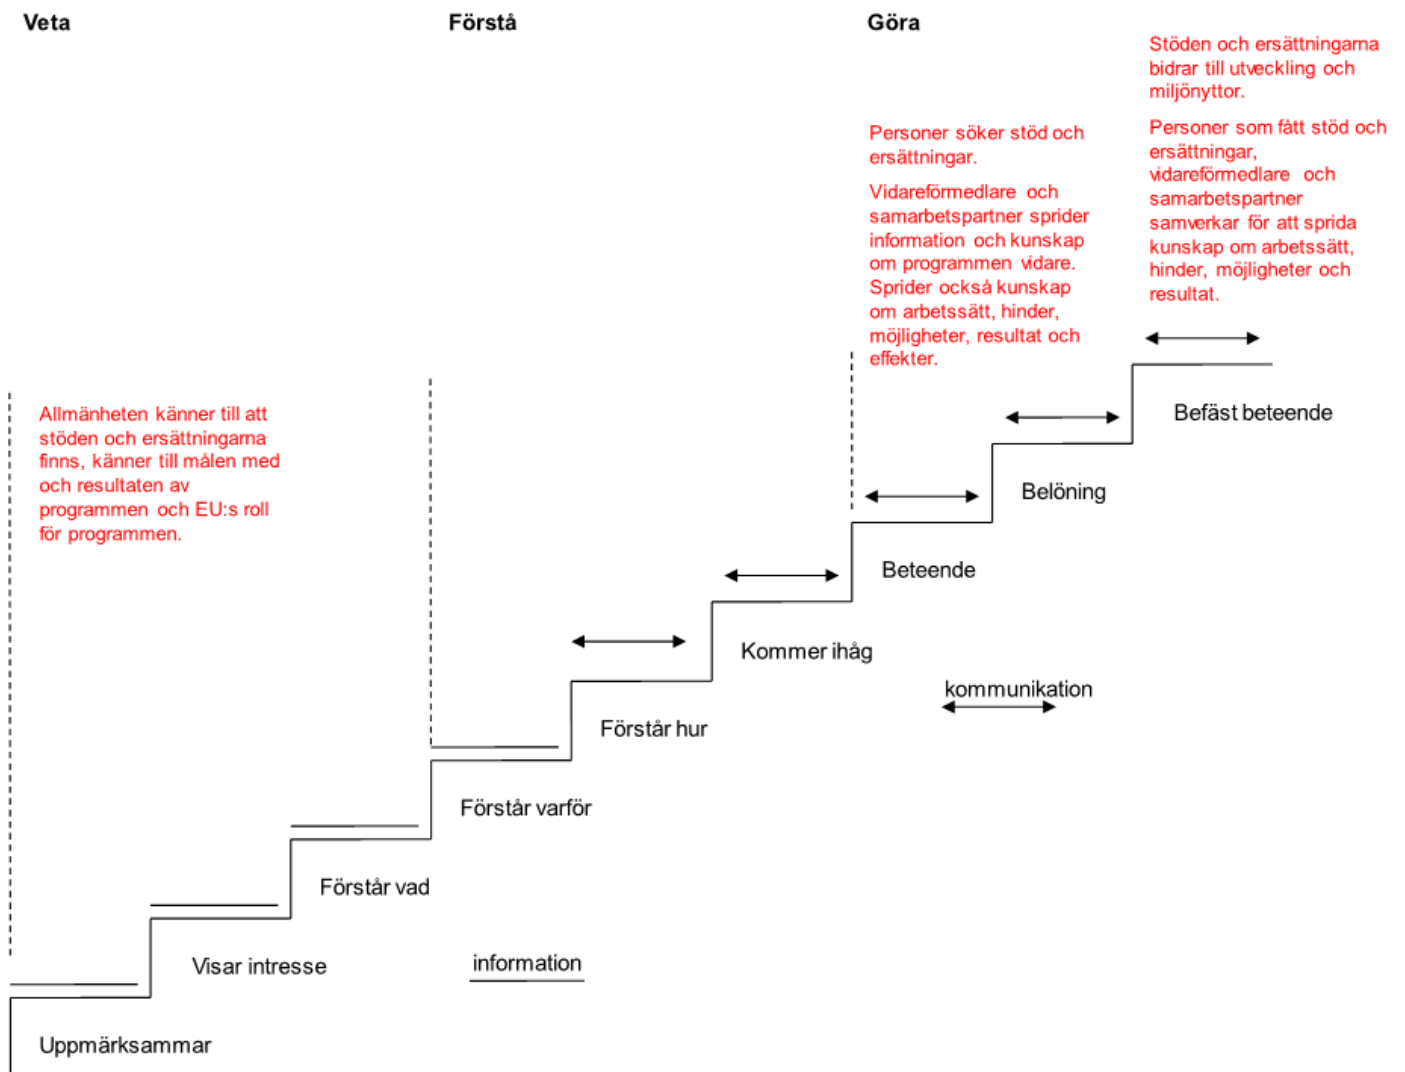 Veta
Förstå
Göra
Stöden och ersättningarna
bidrar till utveckling och
miljönyttor.
Personer som fått stöd och
ersättningar,
vidareförmedlare och
samarbetspartner
samverkar för att sprida
kunskap om arbetssätt,
hinder, möjligheter och
resultat.
Personer söker stöd och
ersättningar.
Vidareförmedlare och
samarbetspartner sprider
information och kunskap
om programmen vidare.
Sprider också kunskap
om arbetssätt, hinder,
möjligheter, resultat och
effekter.
Allmänheten känner till att
stöden och ersättningarna
finns, känner till målen med
och resultaten av
programmen och EU:s roll
för programmen.
Befäst beteende
Belöning
Beteende
Kommer ihåg
kommunikation
Förstår hur
Förstår varför
Förstår vad
Visar intresse
information
Uppmärksammar